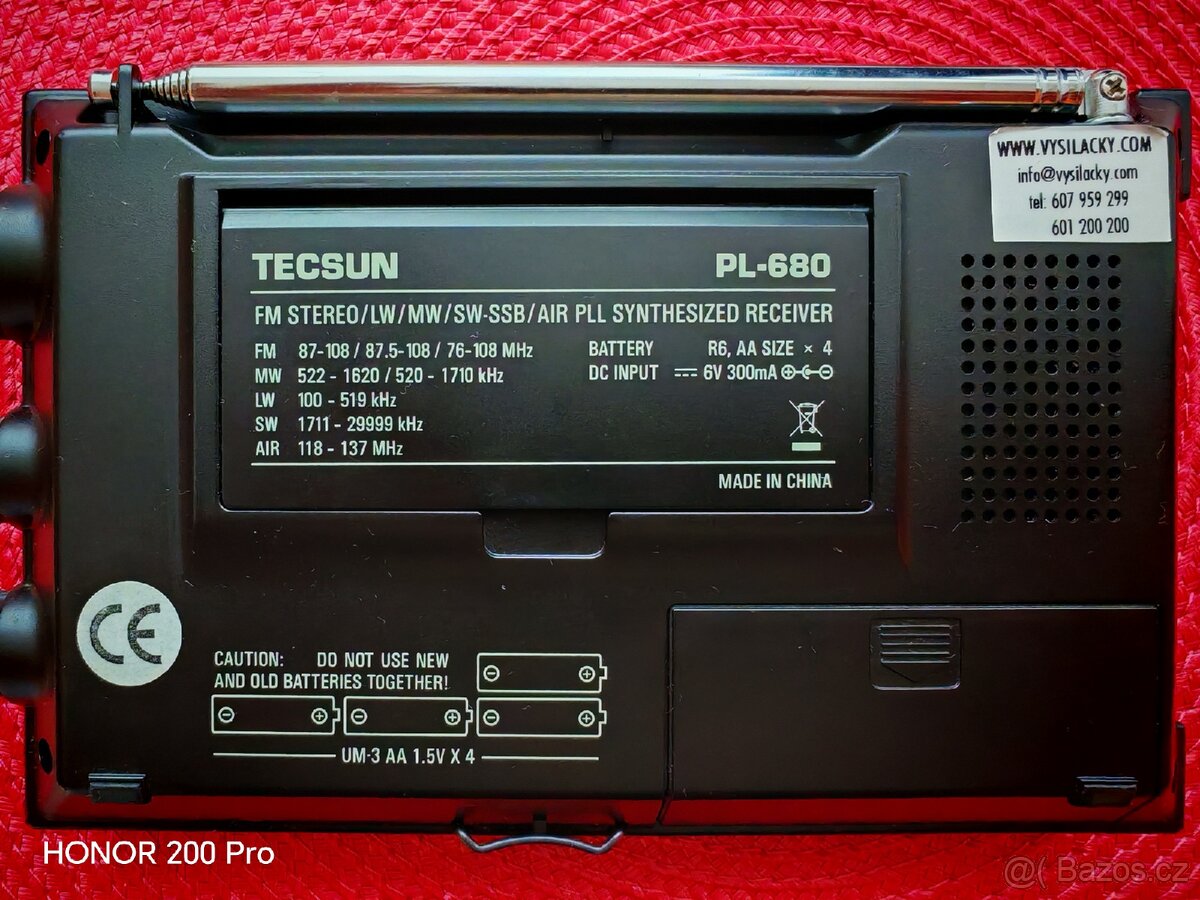 WWW.VYSILACKY.COM
info@vysilacky.com
tel: 607 959 299
601 200 200
TECSUN PL-680
FM STEREO/LW/MW/SW-SSB/AIR PLL SYNTHESIZED RECEIVER
FM 87-108 / 87.5-108 / 76-108 MHz BATTERY R6, AA SIZE × 4
MW 522 - 1620 / 520 - 1710 kHz DC INPUT 6V 300mA
LW 100 - 519 kHz
SW 1711 - 29999 kHz
AIR 118 - 137 MHz
MADE IN CHINA
CE
CAUTION: DO NOT USE NEW
AND OLD BATTERIES TOGETHER!
UM-3 AA 1.5V X 4
HONOR 200 Pro
@( Bazos.cz